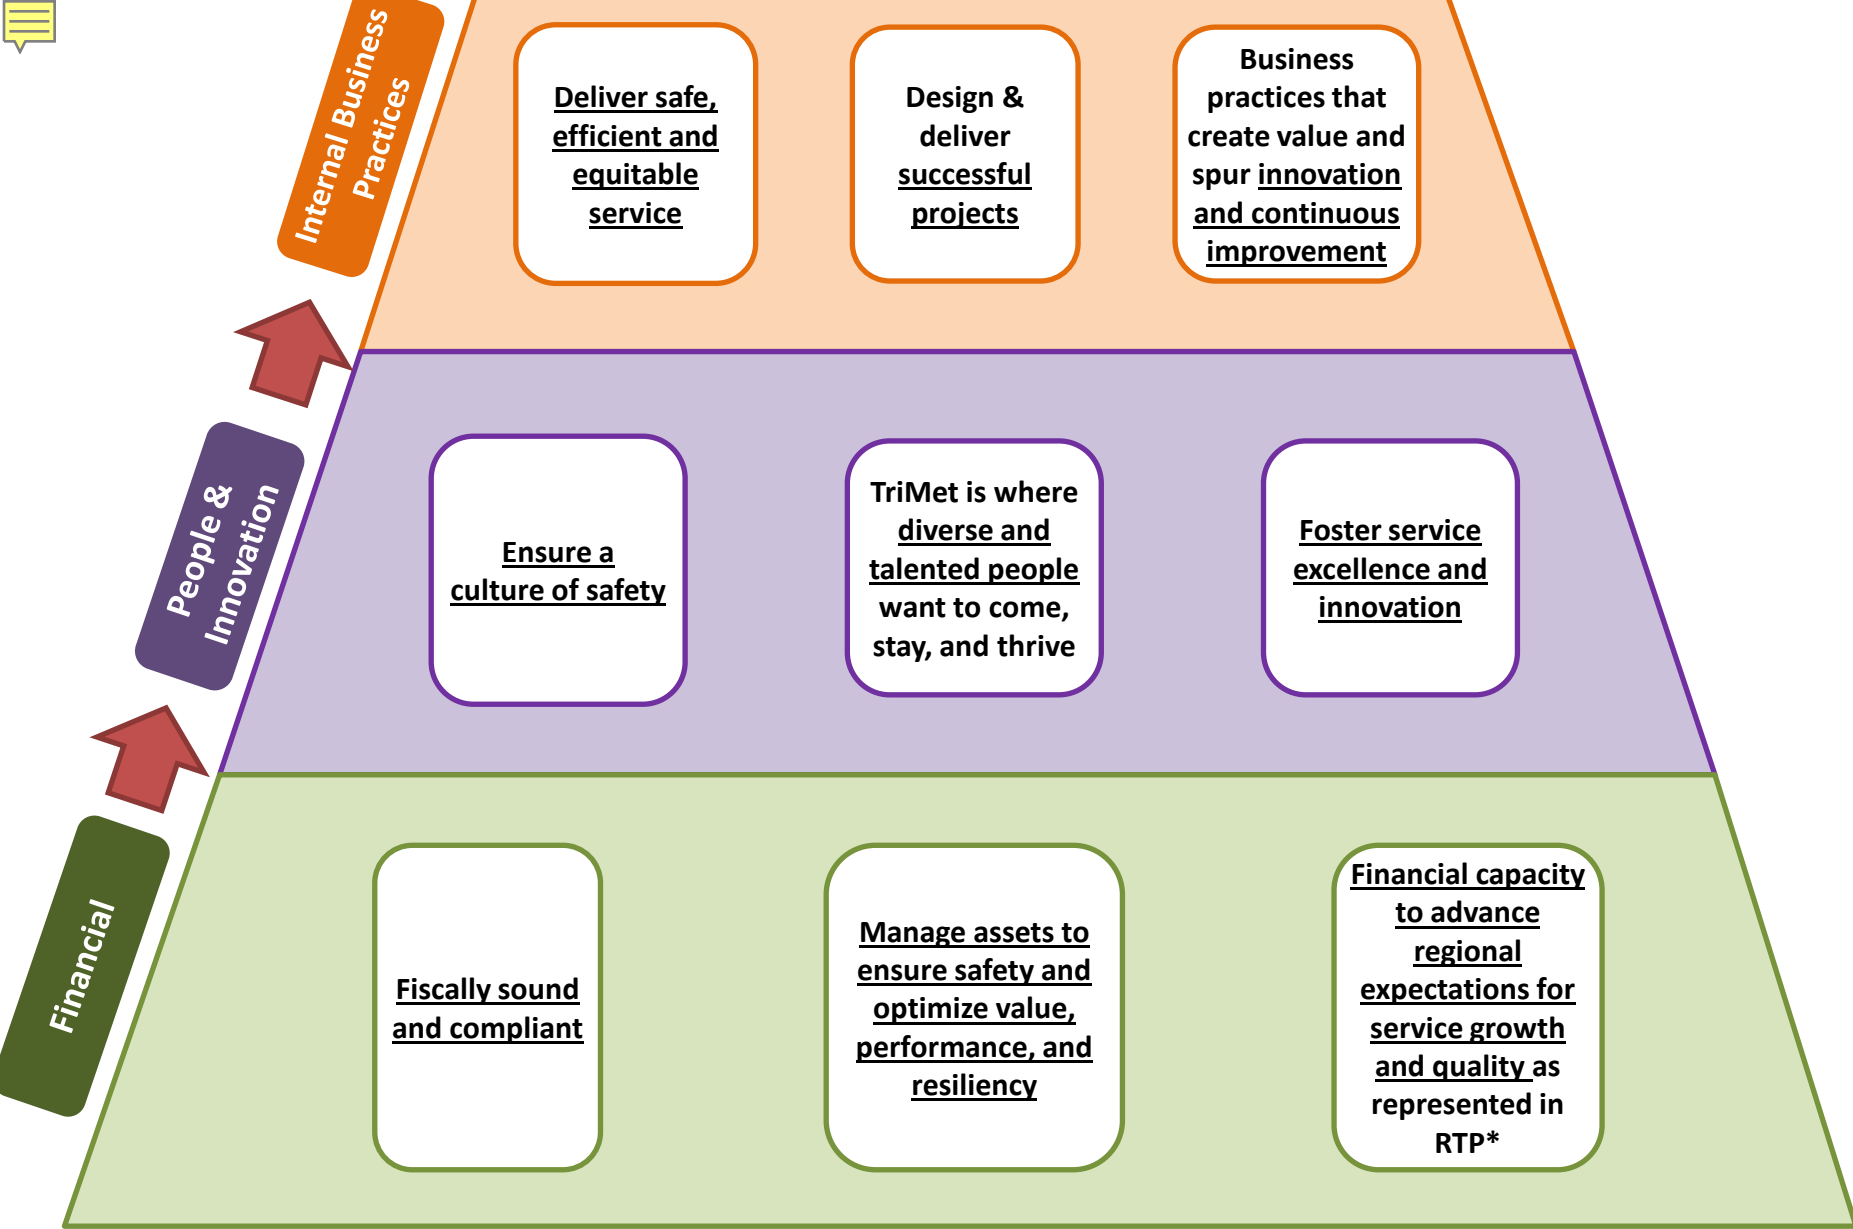 Internal Business
Practices
Deliver safe,
efficient and
equitable
service
Design &
deliver
successful
projects
Business
practices that
create value and
spur innovation
and continuous
improvement
People &
Innovation
Ensure a
culture of safety
TriMet is where
diverse and
talented people
want to come,
stay, and thrive
Foster service
excellence and
innovation
Financial
Fiscally sound
and compliant
Manage assets to
ensure safety and
optimize value,
performance, and
resiliency
Financial capacity
to advance
regional
expectations for
service growth
and quality as
represented in
RTP*